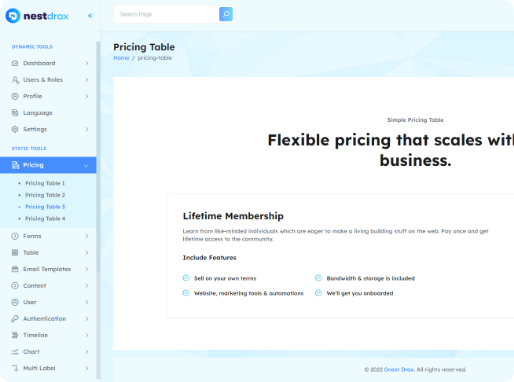 nestdrax
Search Page
DYNAMIC TOOLS
Dashboard
Users & Roles
Profile
Language
Settings
STATIC TOOLS
Pricing
Pricing Table 1
Pricing Table 2
Pricing Table 3
Pricing Table 4
Forms
Table
Email Templates
Content
User
Authentication
Timeline
Chart
Multi Label
Pricing Table
Home / pricing-table
Simple Pricing Table
Flexible pricing that scales wit
business.
Lifetime Membership
Learn from like-minded individuals which are eager to make a living building stuff on the web. Pay once and get
lifetime access to the community.
Include Features
Sell on your own terms
Bandwidth & storage is included
Website, marketing tools & automations
We'll get you onboarded
© 2022 Onest Drax. All rights reserved.